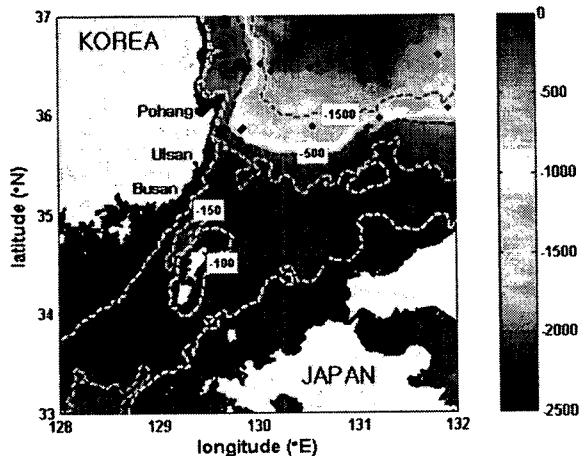 37
36
35
34
33
latitude (°N)
KOREA
Pohang
Ulsan
Busan
-1500
-500
-150
-100
JAPAN
128
129
130
131
132
longitude (°E)
0
-500
-1000
-1500
-2000
-2500